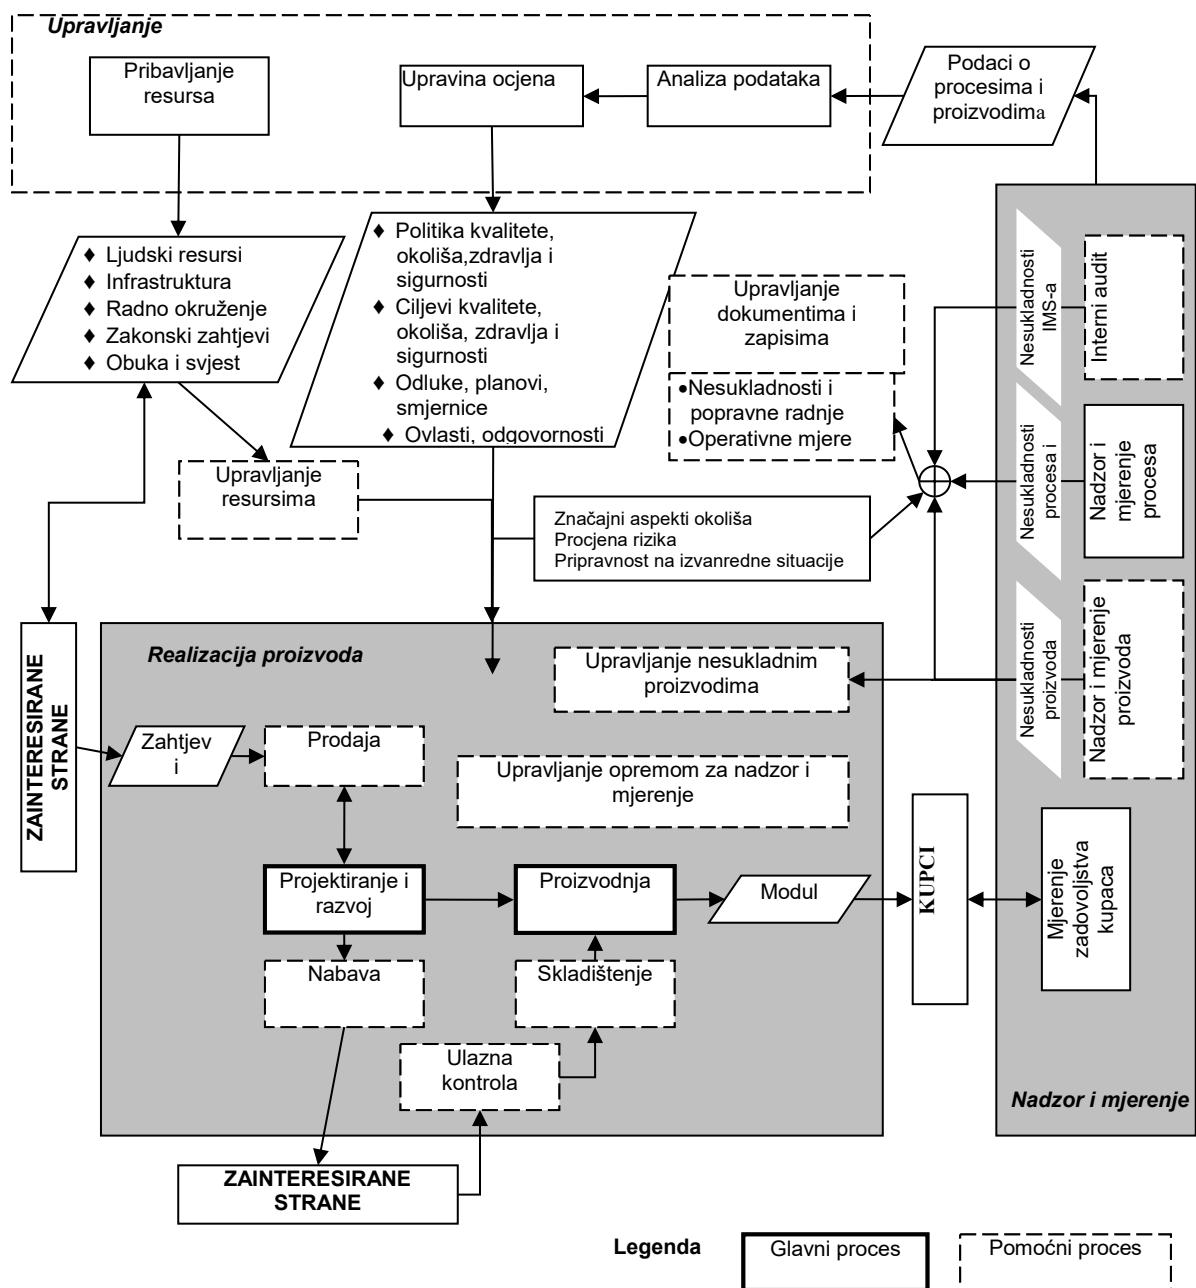 Upravljanje
Pribavljanje
resursa
Upravina ocjena
Analiza podataka
Podaci o
procesima i
proizvodima
♦ Ljudski resursi
♦ Infrastruktura
♦ Radno okruženje
♦ Zakonski zahtjevi
♦ Obuka i svjest
♦ Politika kvalitete,
okoliša,zdravlja i
sigurnosti
♦ Ciljevi kvalitete,
okoliša, zdravlja i
sigurnosti
♦ Odluke, planovi,
smjernice
♦ Ovlasti, odgovornosti
Upravljanje
dokumentima i
zapisima
•Nesukladnosti i
popravne radnje
•Operativne mjere
Nesukladnosti
IMS-a
Interni audit
Nesukladnosti
procesa i
Nadzor i
mjerenje
procesa
Nesukladnosti
proizvoda
Nadzor i mjerenje
proizvoda
Upravljanje
resursima
Značajni aspekti okoliša
Procjena rizika
Pripravnost na izvanredne situacije
ZAINTERESIRANE
STRANE
Realizacija proizvoda
Upravljanje nesukladnim
proizvodima
Zahtjev
i
Prodaja
Upravljanje opremom za nadzor i
mjerenje
Projektiranje i
razvoj
Proizvodnja
Modul
KUPCI
Mjerenje
zadovoljstva
kupaca
Nabava
Skladištenje
Ulazna
kontrola
Nadzor i mjerenje
ZAINTERESIRANE
STRANE
Legenda
Glavni proces
Pomoćni proces